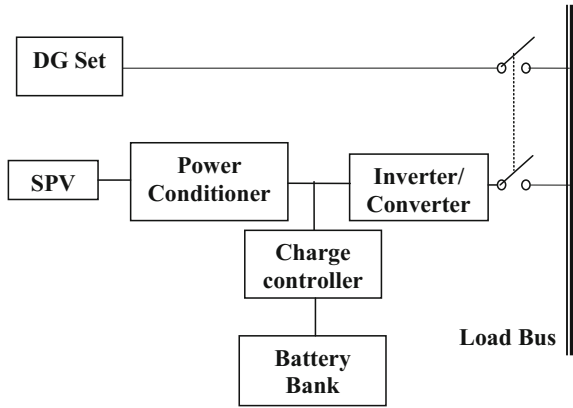 DG Set
SPV
Power
Conditioner
Inverter/
Converter
Charge
controller
Load Bus
Battery
Bank